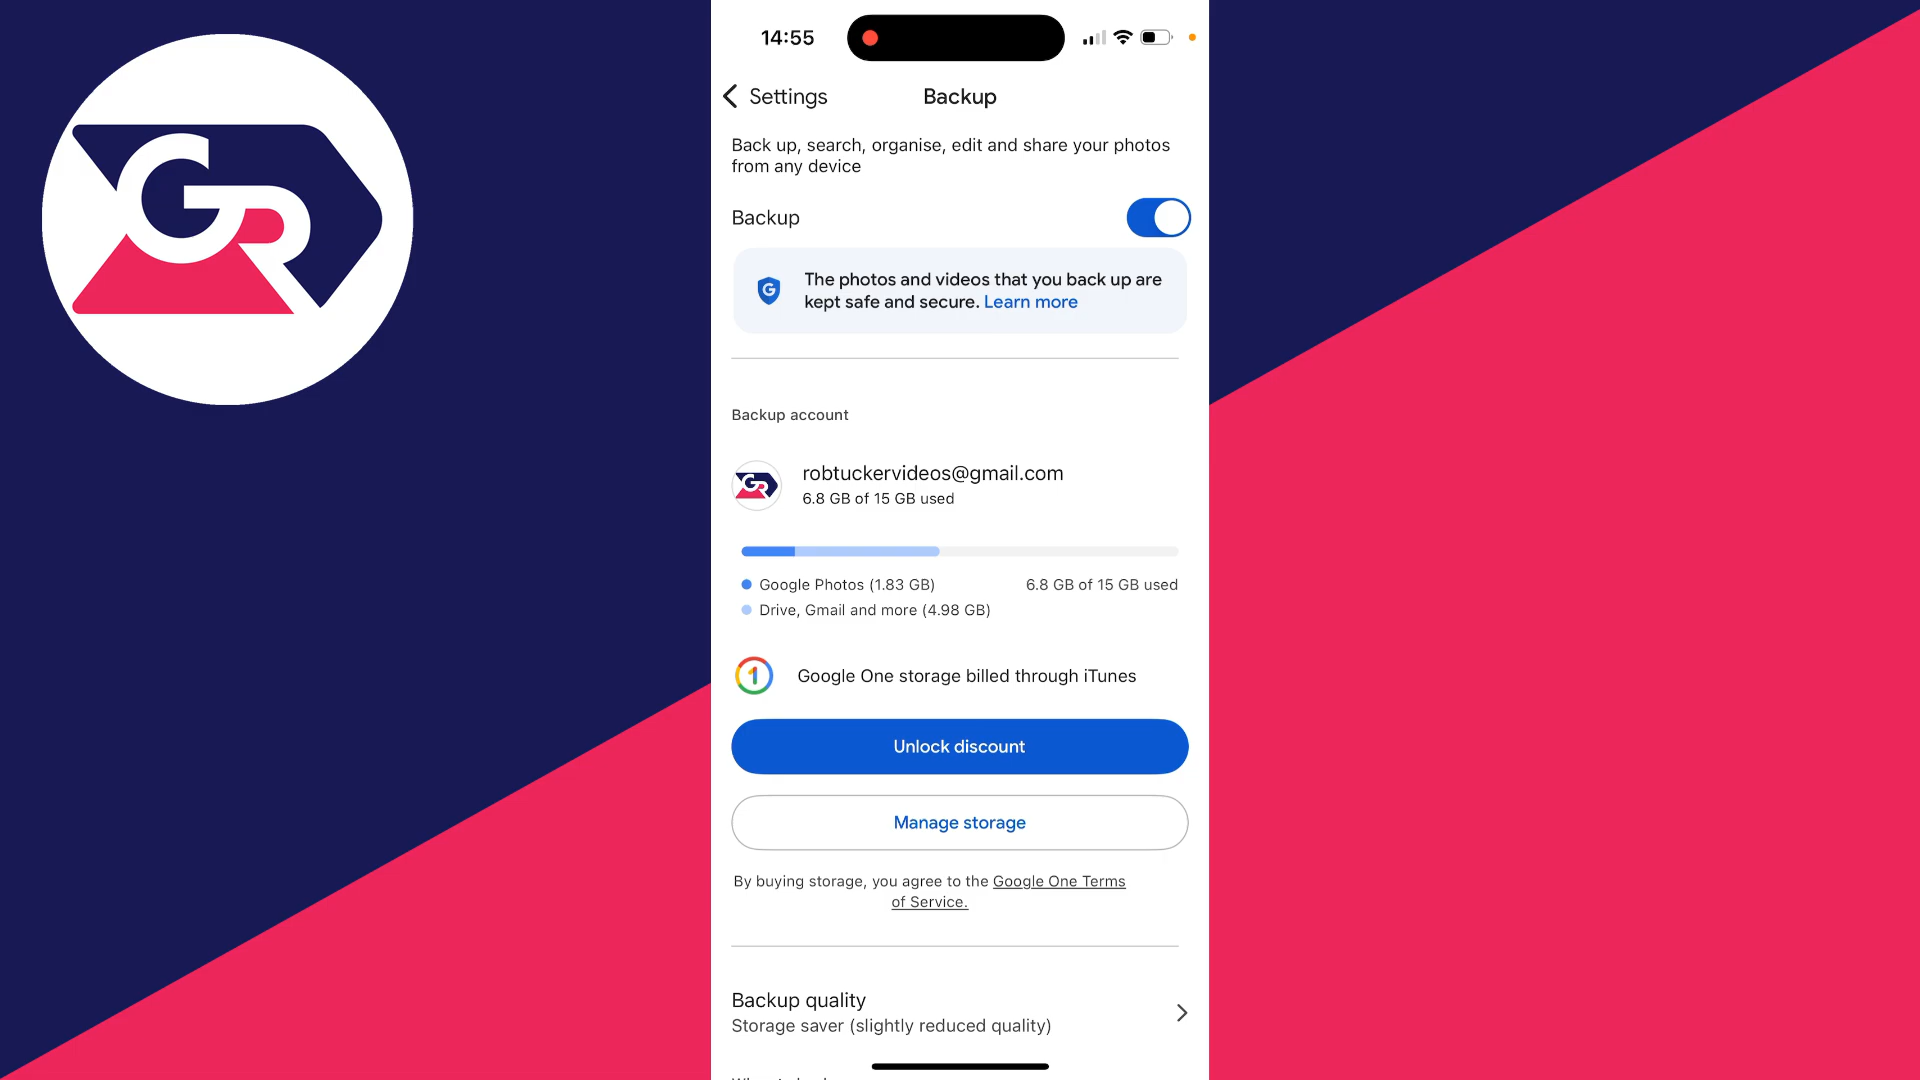 GR
14:55
Settings
Backup
Back up, search, organise, edit and share your photos
from any device
Backup
G
The photos and videos that you back up are
kept safe and secure. Learn more
Backup account
GR
robtuckervideos@gmail.com
6.8 GB of 15 GB used
Google Photos (1.83 GB)
6.8 GB of 15 GB used
Drive, Gmail and more (4.98 GB)
1
Google One storage billed through iTunes
Unlock discount
Manage storage
By buying storage, you agree to the Google One Terms
of Service.
Backup quality
Storage saver (slightly reduced quality)